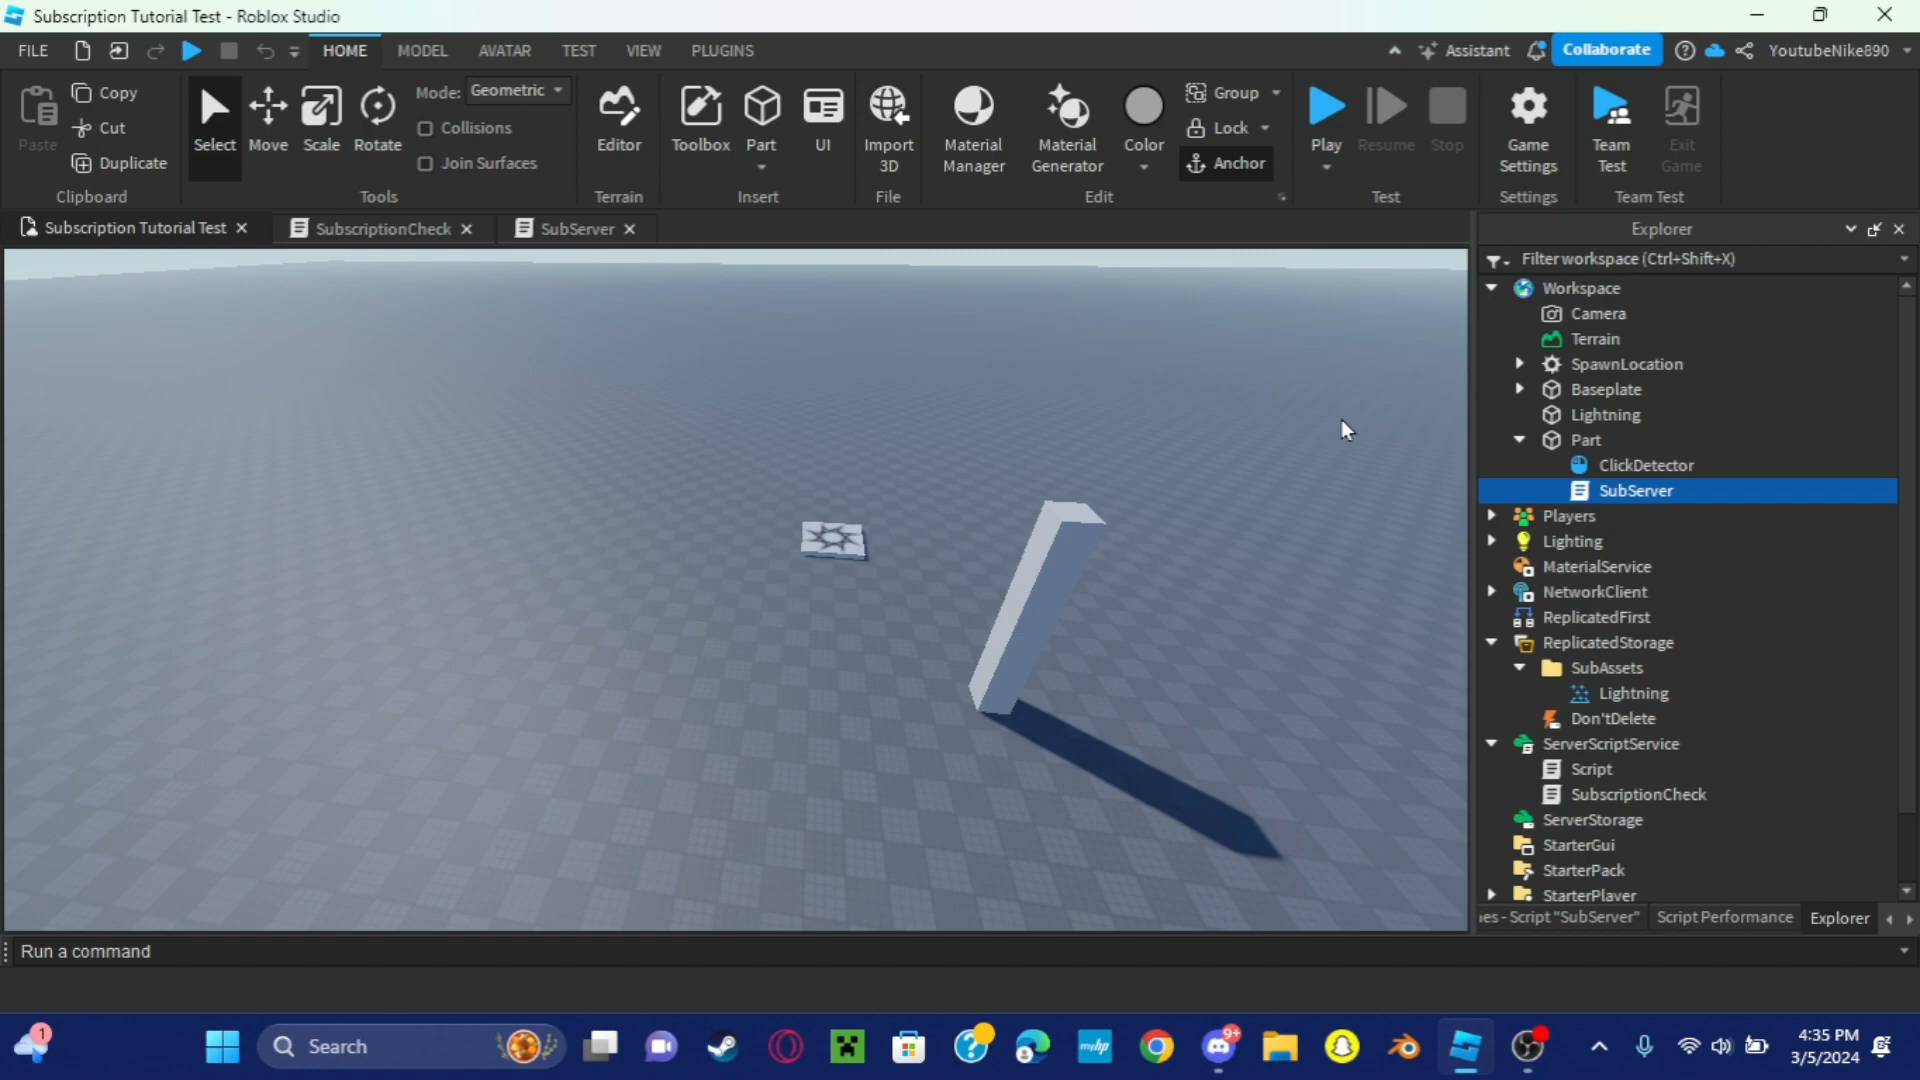 Subscription Tutorial Test - Roblox Studio
FILE HOME MODEL AVATAR TEST VIEW PLUGINS Assistant Collaborate YoutubeNike890
Paste Copy Cut Duplicate Clipboard
Select Move Scale Rotate Mode: Geometric Collisions Join Surfaces Tools
Editor Terrain
Toolbox Part UI Insert
Import 3D File
Material Manager Material Generator Color Group Lock Anchor Edit
Play Resume Stop Test
Game Settings Settings
Team Test Exit Game Team Test
Subscription Tutorial Test SubscriptionCheck SubServer
Explorer
Filter workspace (Ctrl+Shift+X)
Workspace
Camera
Terrain
SpawnLocation
Baseplate
Lightning
Part
ClickDetector
SubServer
Players
Lighting
MaterialService
NetworkClient
ReplicatedFirst
ReplicatedStorage
SubAssets
Lightning
Don'tDelete
ServerScriptService
Script
SubscriptionCheck
ServerStorage
StarterGui
StarterPack
StarterPlayer
- Script "SubServer" Script Performance Explorer
Run a command
1
Search
myhp
9+
4:35 PM
3/5/2024